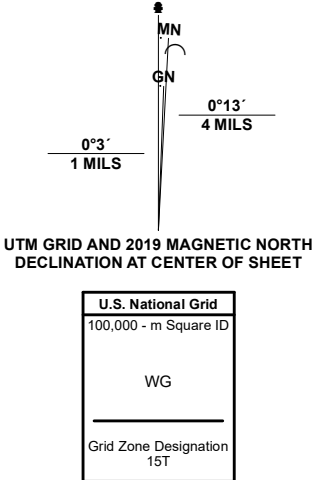 MN
GN
0°13´
4 MILS
0°3´
1 MILS
UTM GRID AND 2019 MAGNETIC NORTH
DECLINATION AT CENTER OF SHEET
U.S. National Grid
100,000 - m Square ID
WG
Grid Zone Designation
15T